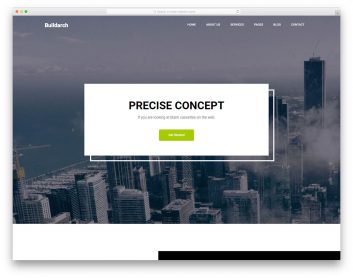 Buildarch
HOME
ABOUT US
SERVICES
PAGES
BLOG
CONTACT
PRECISE CONCEPT
If you are looking at blank cassettes on the web.
Get Started